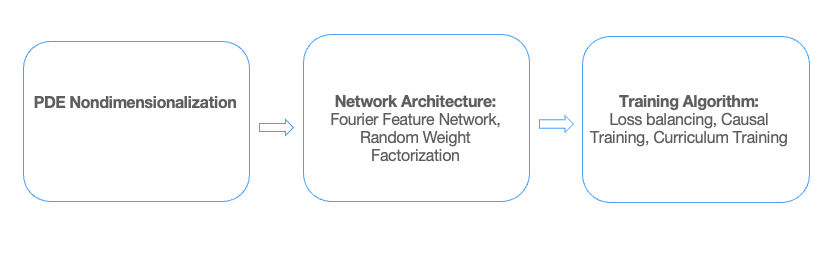 PDE Nondimensionalization
Network Architecture:
Fourier Feature Network,
Random Weight
Factorization
Training Algorithm:
Loss balancing, Causal
Training, Curriculum Training